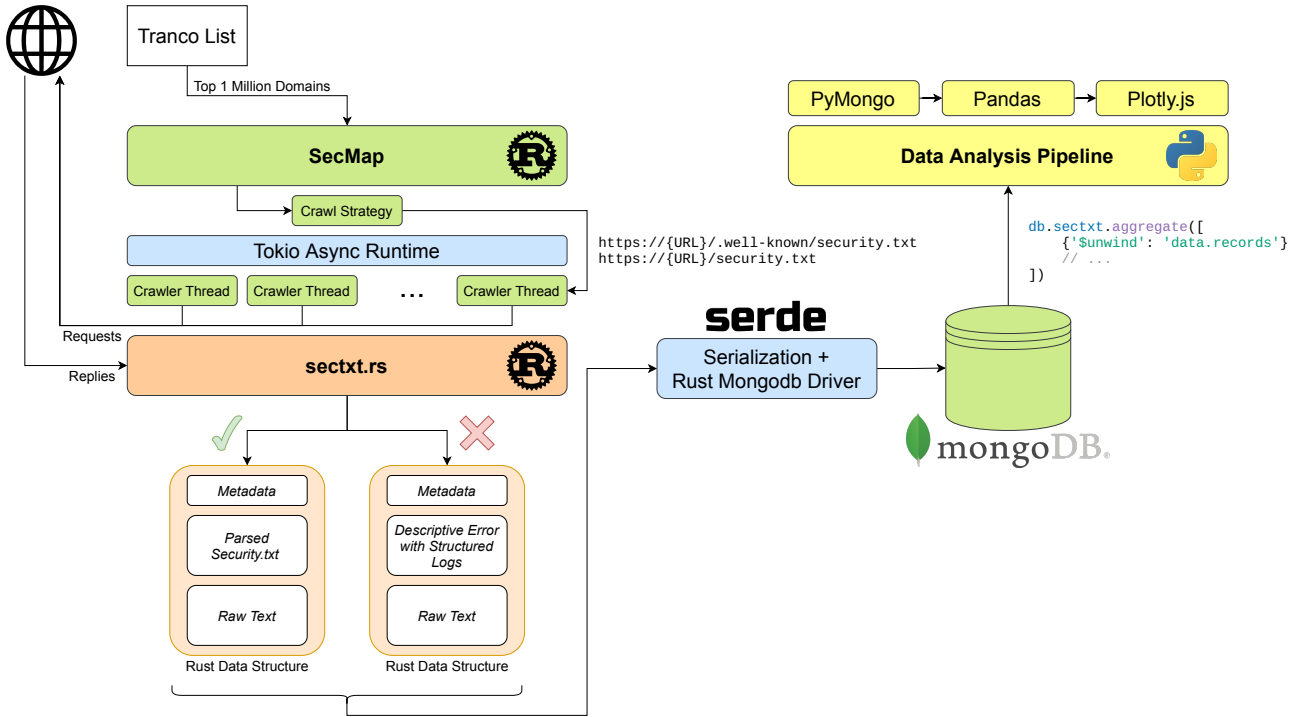 Tranco List
Top 1 Million Domains
SecMap
Crawl Strategy
Tokio Async Runtime
Crawler Thread
Crawler Thread
...
Crawler Thread
https://{URL}/.well-known/security.txt
https://{URL}/security.txt
Requests
Replies
sectxt.rs
Metadata
Parsed
Security.txt
Raw Text
Rust Data Structure
Metadata
Descriptive Error
with Structured
Logs
Raw Text
Rust Data Structure
serde
Serialization +
Rust Mongodb Driver
mongoDB®
PyMongo
Pandas
Plotly.js
Data Analysis Pipeline
db.sectxt.aggregate([
{'$unwind': 'data.records'}
// ...
])
R
R